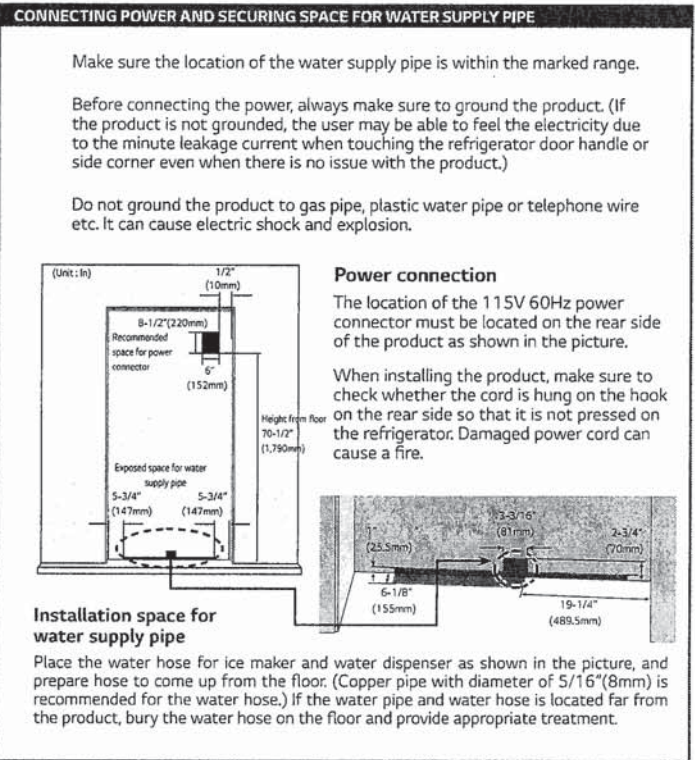 CONNECTING POWER AND SECURING SPACE FOR WATER SUPPLY PIPE
Make sure the location of the water supply pipe is within the marked range.
Before connecting the power, always make sure to ground the product. (If
the product is not grounded, the user may be able to feel the electricity due
to the minute leakage current when touching the refrigerator door handle or
side corner even when there is no issue with the product.)
Do not ground the product to gas pipe, plastic water pipe or telephone wire
etc. It can cause electric shock and explosion.
(Unit : In)
1/2"
(10mm)
8-1/2"(220mm)
Recommended
space for power
connector
6"
(152mm)
Height from floor
70-1/2"
(1,790mm)
Exposed space for water
supply pipe
5-3/4"
(147mm)
5-3/4"
(147mm)
Power connection
The location of the 115V 60Hz power
connector must be located on the rear side
of the product as shown in the picture.
When installing the product, make sure to
check whether the cord is hung on the hook
on the rear side so that it is not pressed on
the refrigerator. Damaged power cord can
cause a fire.
3-3/16"
(81mm)
1"
(25.5mm)
2-3/4"
(70mm)
6-1/8"
(155mm)
19-1/4"
(489.5mm)
Installation space for
water supply pipe
Place the water hose for ice maker and water dispenser as shown in the picture, and
prepare hose to come up from the floor. (Copper pipe with diameter of 5/16"(8mm) is
recommended for the water hose.) If the water pipe and water hose is located far from
the product, bury the water hose on the floor and provide appropriate treatment.